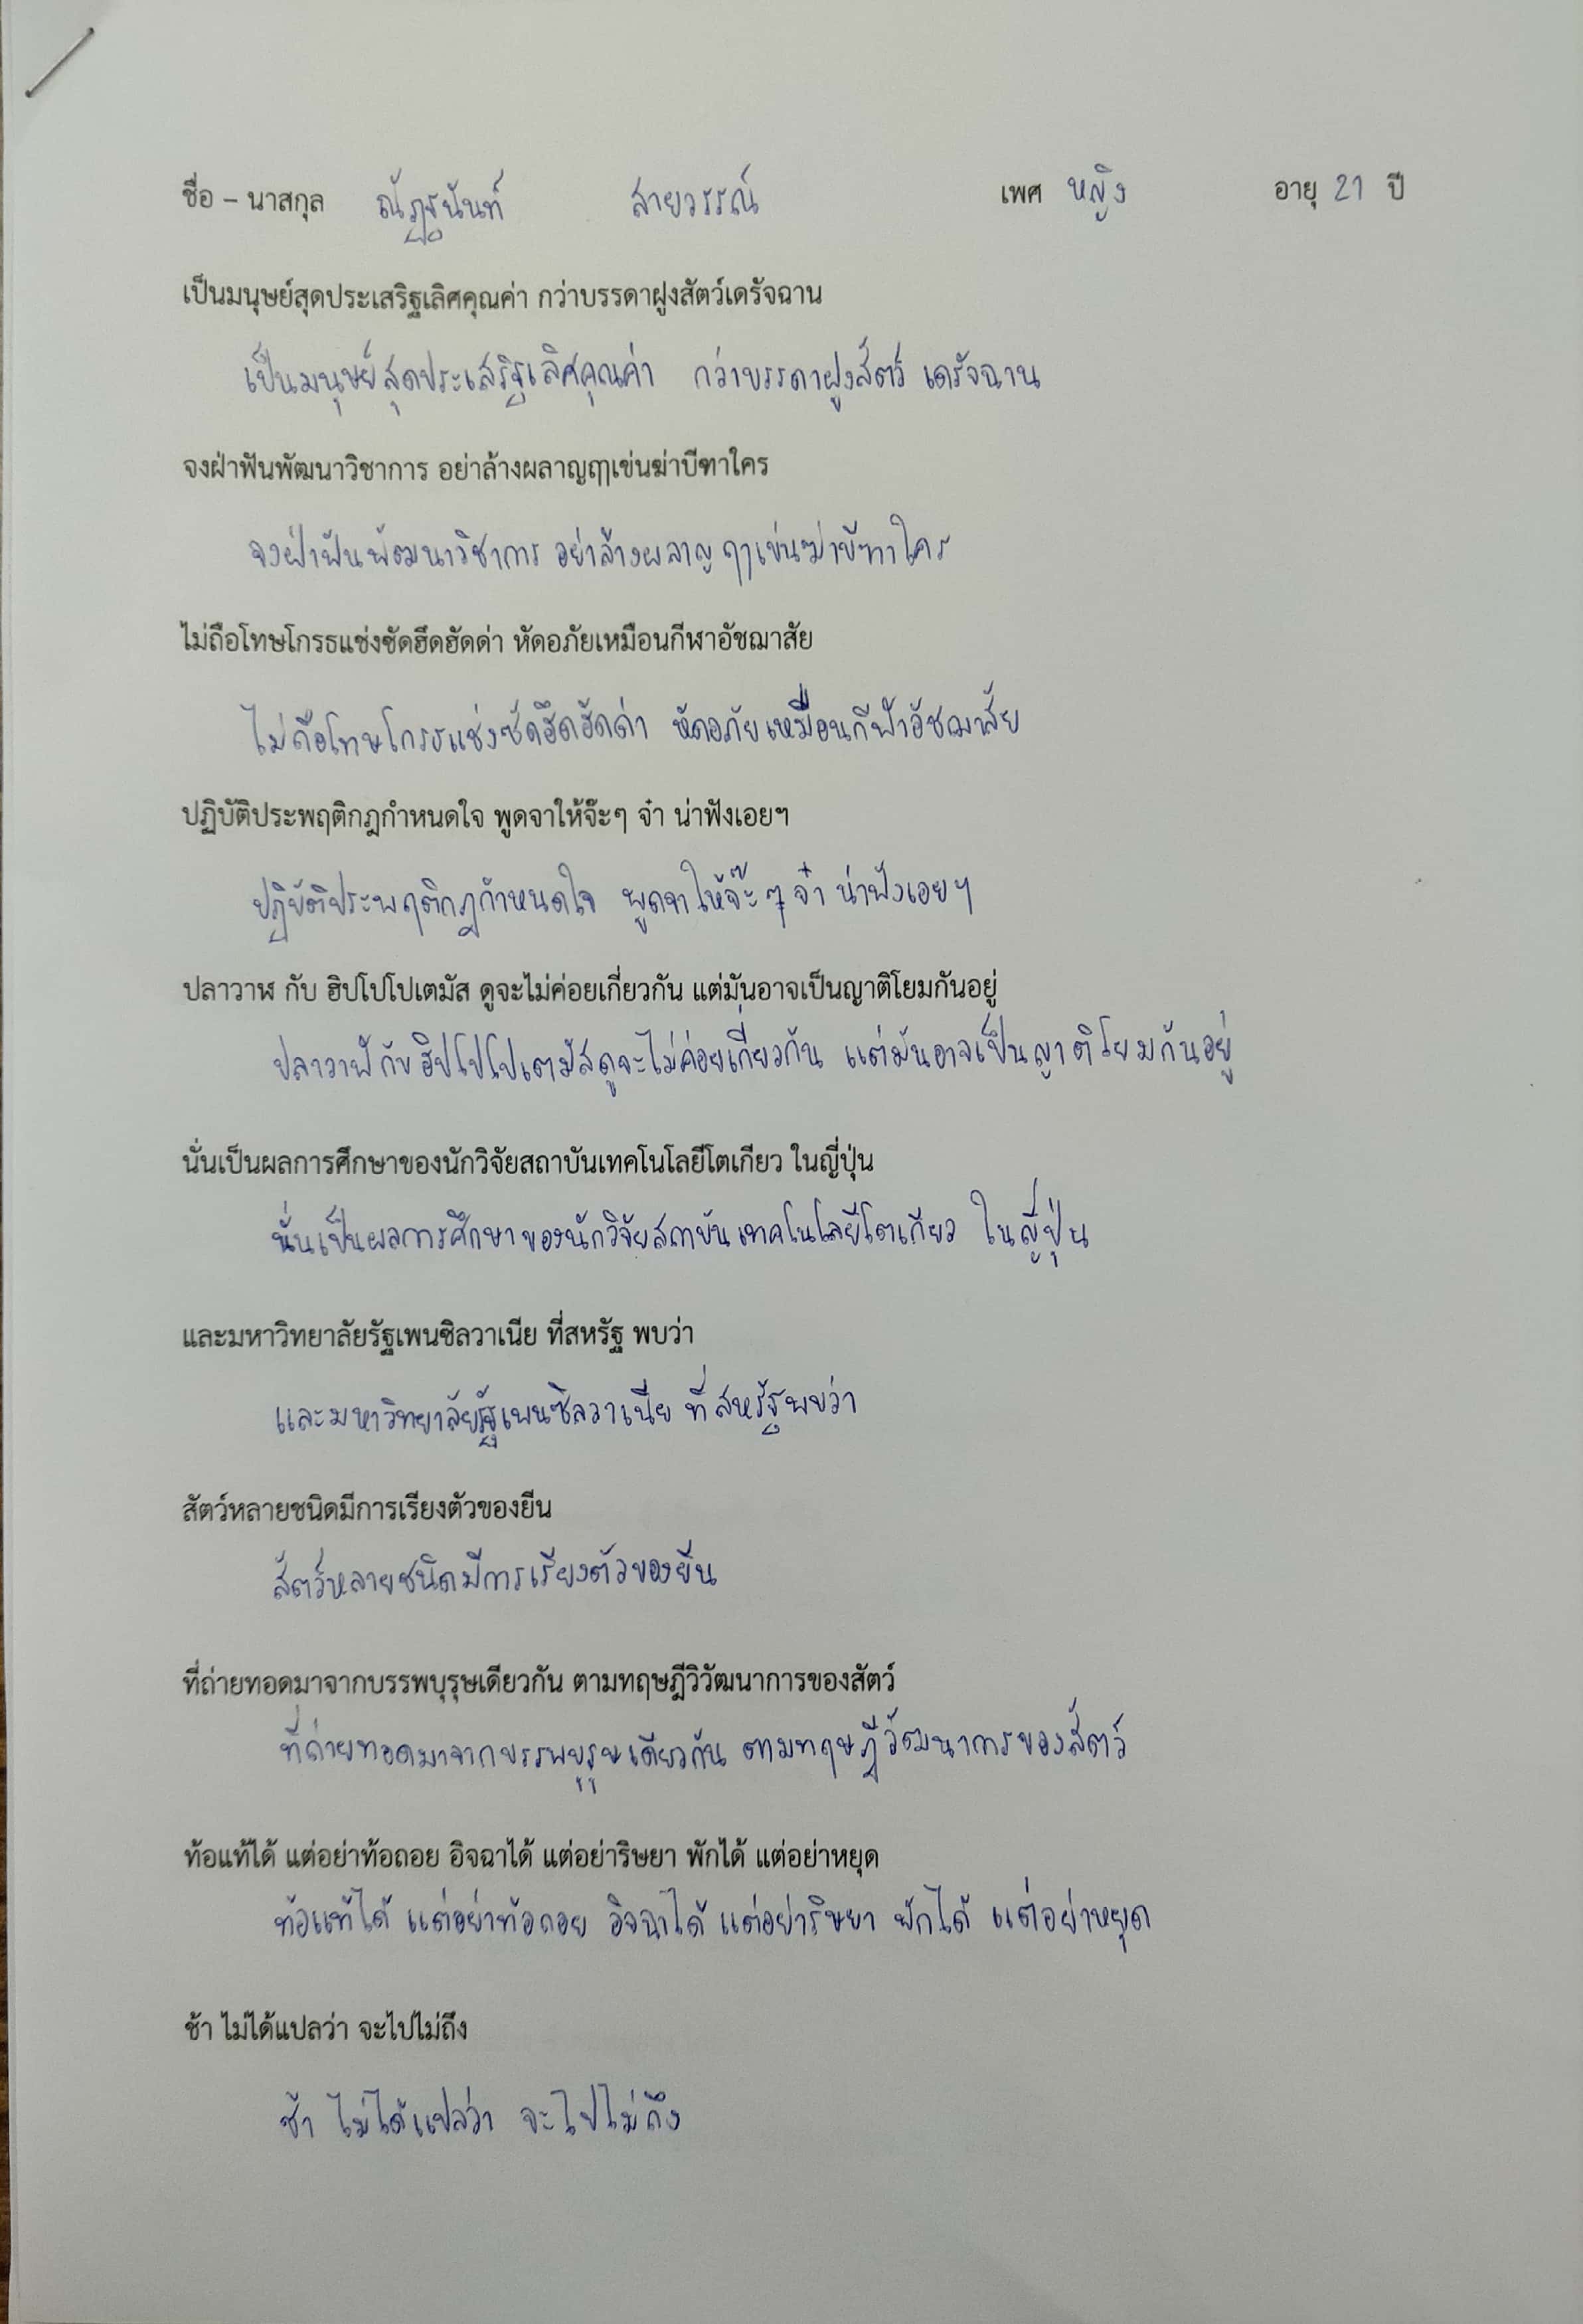 ชื่อ – นาสกุล ณัฏฐนันท์ สายวรรณ์ เพศ หญิง อายุ 21 ปี
เป็นมนุษย์สุดประเสริฐเลิศคุณค่า กว่าบรรดาฝูงสัตว์เดรัจฉาน
เป็นมนุษย์สุดประเสริฐเลิศคุณค่า กว่าบรรดาฝูงสัตว์ เดรัจฉาน
จงฝ่าฟันพัฒนาวิชาการ อย่าล้างผลาญฤๅเข่นฆ่าบีฑาใคร
จงฝ่าฟันพัฒนาวิชาการ อย่าล้างผลาญ ฤๅเข่นฆ่าบีฑาใคร
ไม่ถือโทษโกรธแช่งซัดฮึดฮัดด่า หัดอภัยเหมือนกีฬาอัชฌาสัย
ไม่ถือโทษโกรธแช่งซัดฮึดฮัดด่า หัดอภัยเหมือนกีฬาอัชฌาสัย
ปฏิบัติประพฤติกฎกำหนดใจ พูดจาให้จ๊ะๆ จ๋า น่าฟังเอยฯ
ปฏิบัติประพฤติกฎกำหนดใจ พูดจาให้จ๊ะๆ จ๋า น่าฟังเอยฯ
ปลาวาฬ กับ ฮิปโปโปเตมัส ดูจะไม่ค่อยเกี่ยวกัน แต่มันอาจเป็นญาติโยมกันอยู่
ปลาวาฬกับฮิปโปโปเตมัสดูจะไม่ค่อยเกี่ยวกัน แต่มันอาจเป็นญาติโยมกันอยู่
นั่นเป็นผลการศึกษาของนักวิจัยสถาบันเทคโนโลยีโตเกียว ในญี่ปุ่น
นั่นเป็นผลการศึกษาของนักวิจัยสถาบันเทคโนโลยีโตเกียว ในญี่ปุ่น
และมหาวิทยาลัยรัฐเพนซิลวาเนีย ที่สหรัฐ พบว่า
และมหาวิทยาลัยรัฐเพนซิลวาเนีย ที่สหรัฐพบว่า
สัตว์หลายชนิดมีการเรียงตัวของยีน
สัตว์หลายชนิดมีการเรียงตัวของยีน
ที่ถ่ายทอดมาจากบรรพบุรุษเดียวกัน ตามทฤษฎีวิวัฒนาการของสัตว์
ที่ถ่ายทอดมาจากบรรพบุรุษเดียวกัน ตามทฤษฎีวัฒนาการของสัตว์
ท้อแท้ได้ แต่อย่าท้อถอย อิจฉาได้ แต่อย่าริษยา พักได้ แต่อย่าหยุด
ท้อแท้ได้ แต่อย่าท้อถอย อิจฉาได้ แต่อย่าริษยา พักได้ แต่อย่าหยุด
ช้า ไม่ได้แปลว่า จะไปไม่ถึง
ช้า ไม่ได้แปลว่า จะไปไม่ถึง